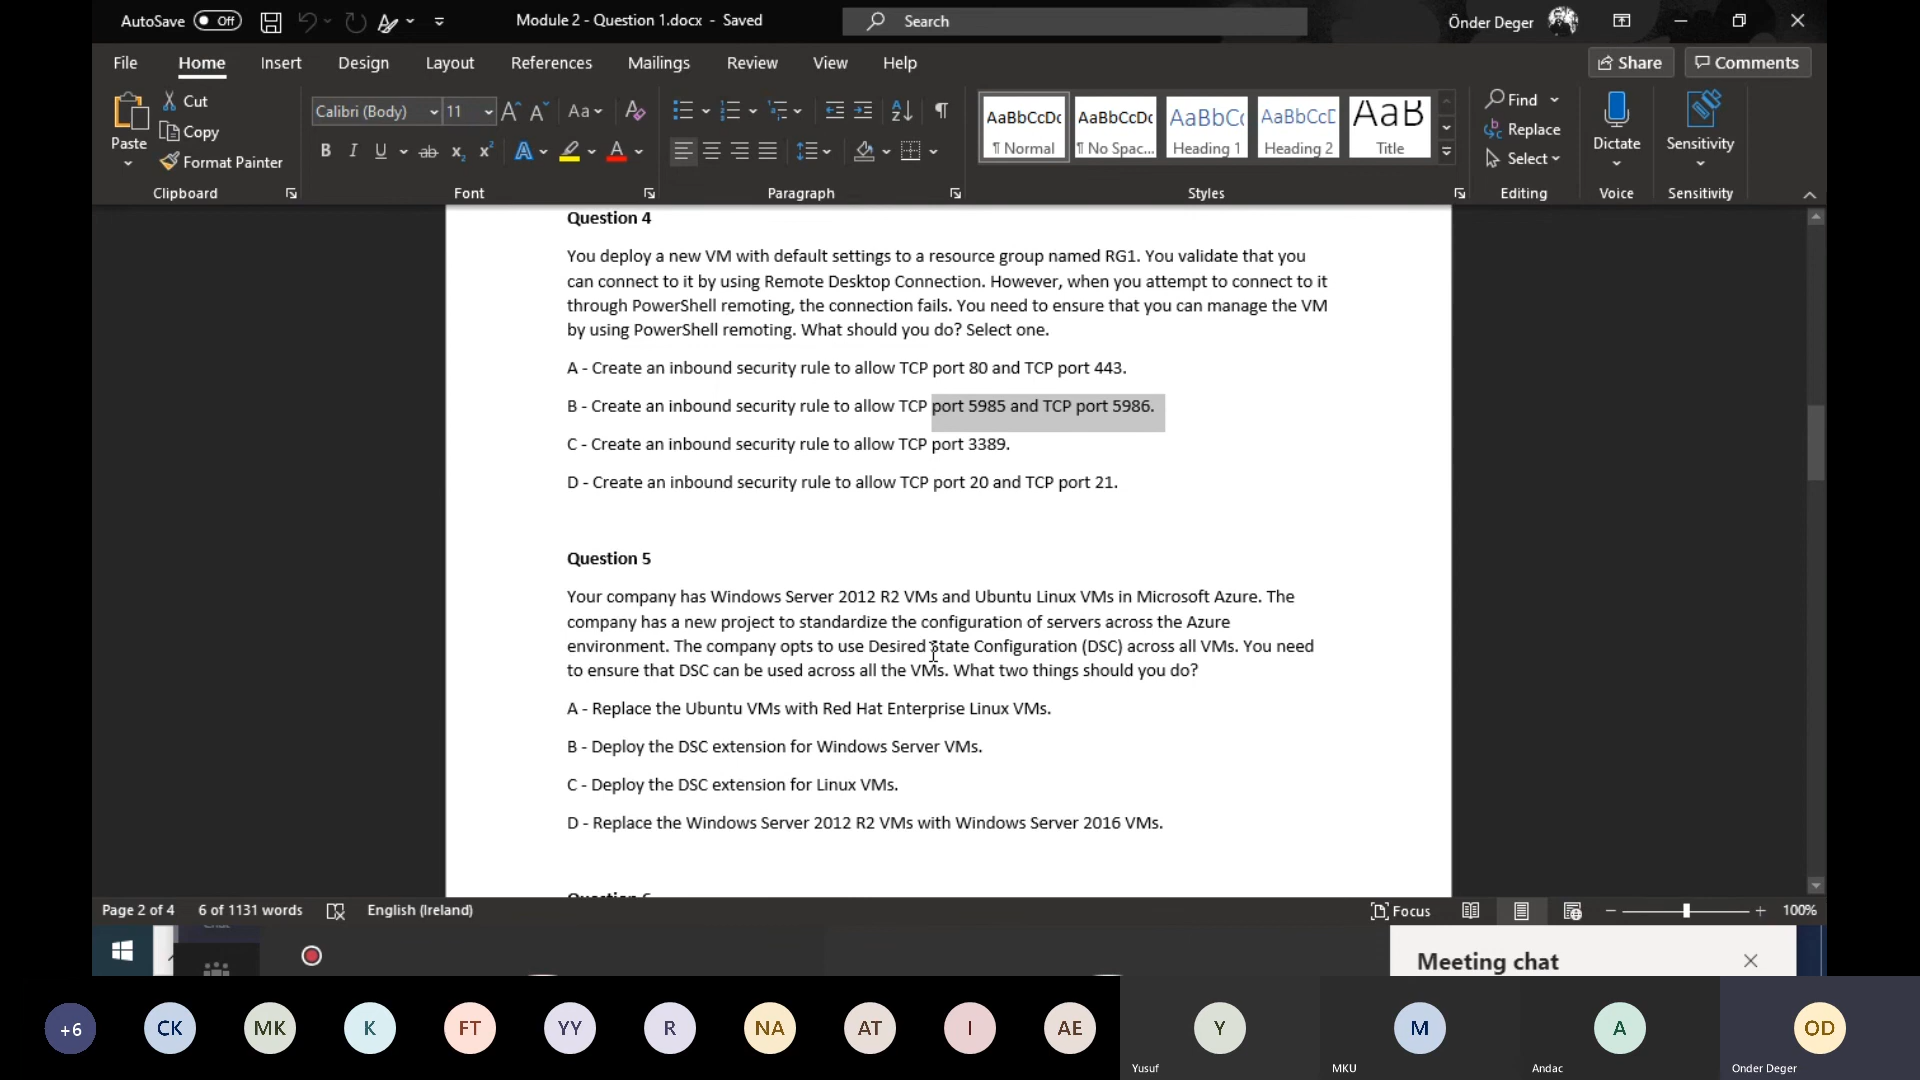 AutoSave Off Module 2 - Question 1.docx - Saved Search Önder Deger
File Home Insert Design Layout References Mailings Review View Help Share Comments
Paste Cut Copy Format Painter
Calibri (Body) 11 Aa
B I U ab x₂ x² A A
AaBbCcDc AaBbCcDc AaBbC AaBbCcD AaB
¶ Normal ¶ No Spac... Heading 1 Heading 2 Title
Find Replace Select Dictate Sensitivity
Clipboard Font Paragraph Styles Editing Voice Sensitivity
Question 4
You deploy a new VM with default settings to a resource group named RG1. You validate that you
can connect to it by using Remote Desktop Connection. However, when you attempt to connect to it
through PowerShell remoting, the connection fails. You need to ensure that you can manage the VM
by using PowerShell remoting. What should you do? Select one.
A - Create an inbound security rule to allow TCP port 80 and TCP port 443.
B - Create an inbound security rule to allow TCP port 5985 and TCP port 5986.
C - Create an inbound security rule to allow TCP port 3389.
D - Create an inbound security rule to allow TCP port 20 and TCP port 21.
Question 5
Your company has Windows Server 2012 R2 VMs and Ubuntu Linux VMs in Microsoft Azure. The
company has a new project to standardize the configuration of servers across the Azure
environment. The company opts to use Desired State Configuration (DSC) across all VMs. You need
to ensure that DSC can be used across all the VMs. What two things should you do?
A - Replace the Ubuntu VMs with Red Hat Enterprise Linux VMs.
B - Deploy the DSC extension for Windows Server VMs.
C - Deploy the DSC extension for Linux VMs.
D - Replace the Windows Server 2012 R2 VMs with Windows Server 2016 VMs.
Page 2 of 4 6 of 1131 words English (Ireland) Focus 100%
Meeting chat
+6 CK MK K FT YY R NA AT I AE Y M A OD
Yusuf MKU Andac Onder Deger